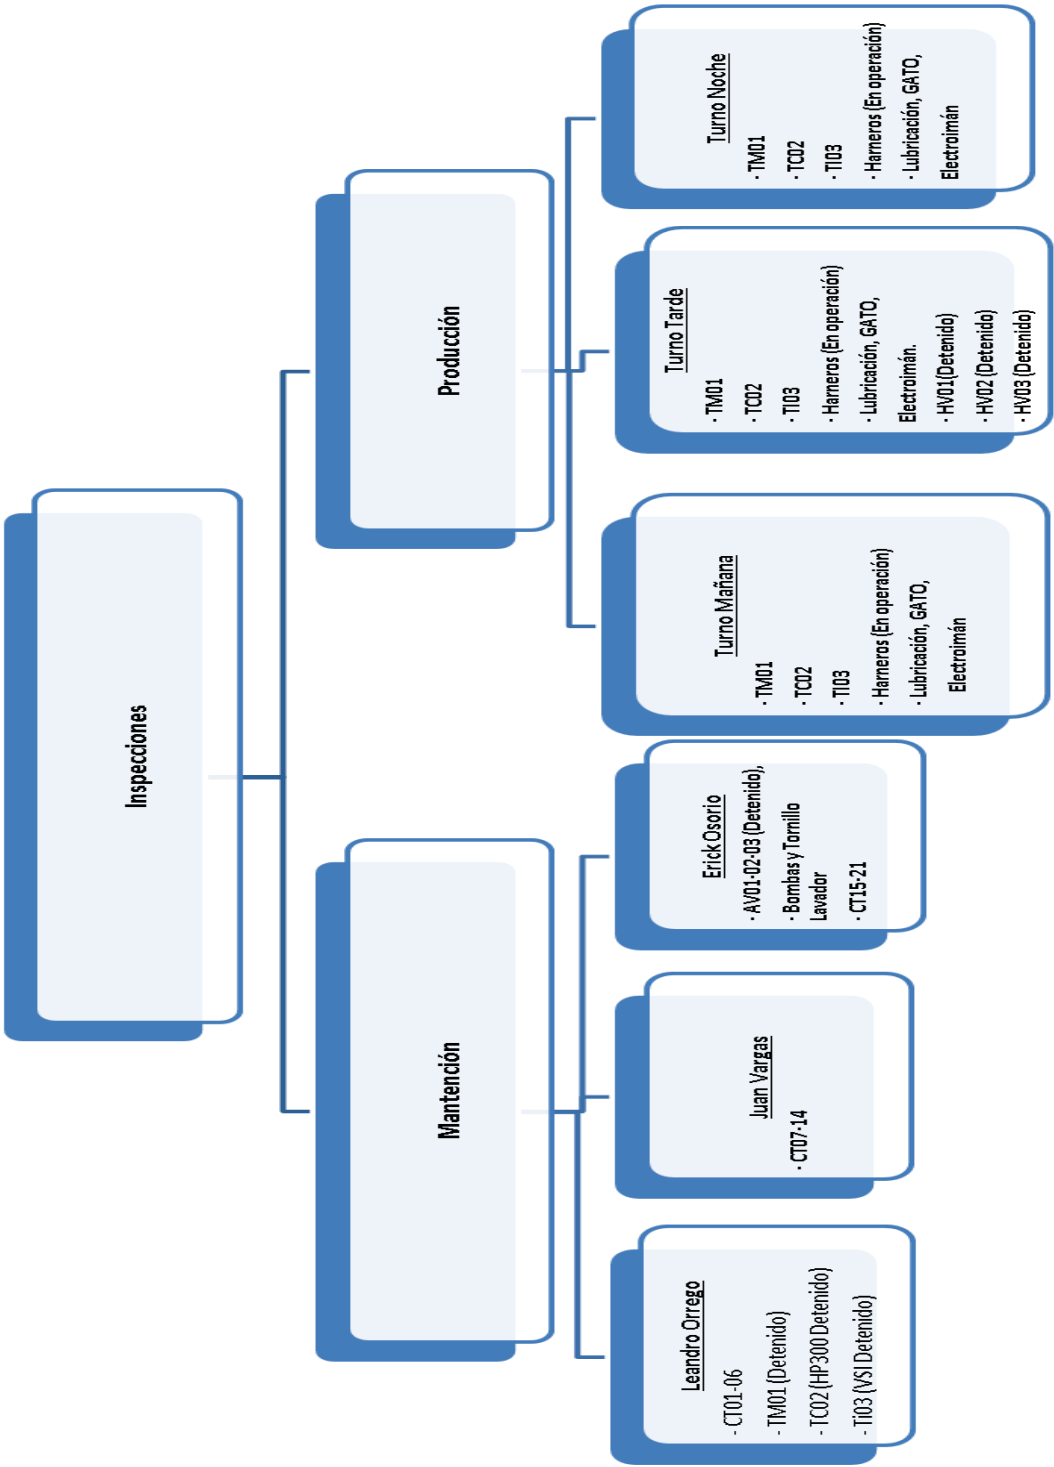 Inspecciones
Mantención
Producción
Leandro Orrego
- CT01-06
- TM01 (Detenido)
- TC02 (HP300 Detenido)
- Ti03 (VSI Detenido)
Juan Vargas
- CT07-14
Erick Osorio
- AV01-02-03 (Detenido),
- Bombas y Tornillo
Lavador
- CT15-21
Turno Mañana
- TM01
- TC02
- TI03
- Harneros (En operación)
- Lubricación, GATO,
Electroimán
Turno Tarde
- TM01
- TC02
- TI03
- Harneros (En operación)
- Lubricación, GATO,
Electroimán.
- HV01(Detenido)
- HV02 (Detenido)
- HV03 (Detenido)
Turno Noche
- TM01
- TC02
- TI03
- Harneros (En operación)
- Lubricación, GATO,
Electroimán